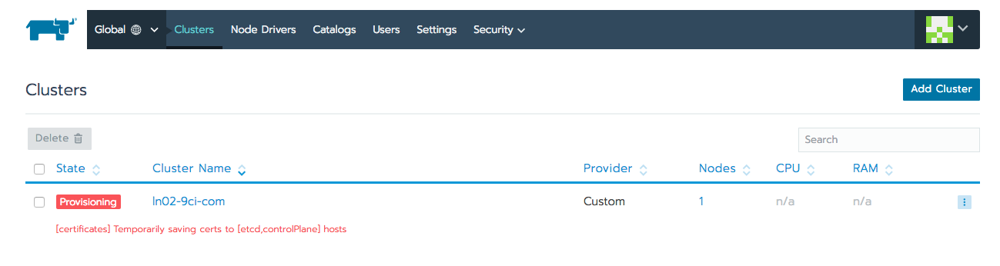 Global Clusters Node Drivers Catalogs Users Settings Security
Clusters
Add Cluster
Delete
Search
State Cluster Name Provider Nodes CPU RAM
Provisioning ln02-9ci-com Custom 1 n/a n/a
[certificates] Temporarily saving certs to [etcd,controlPlane] hosts